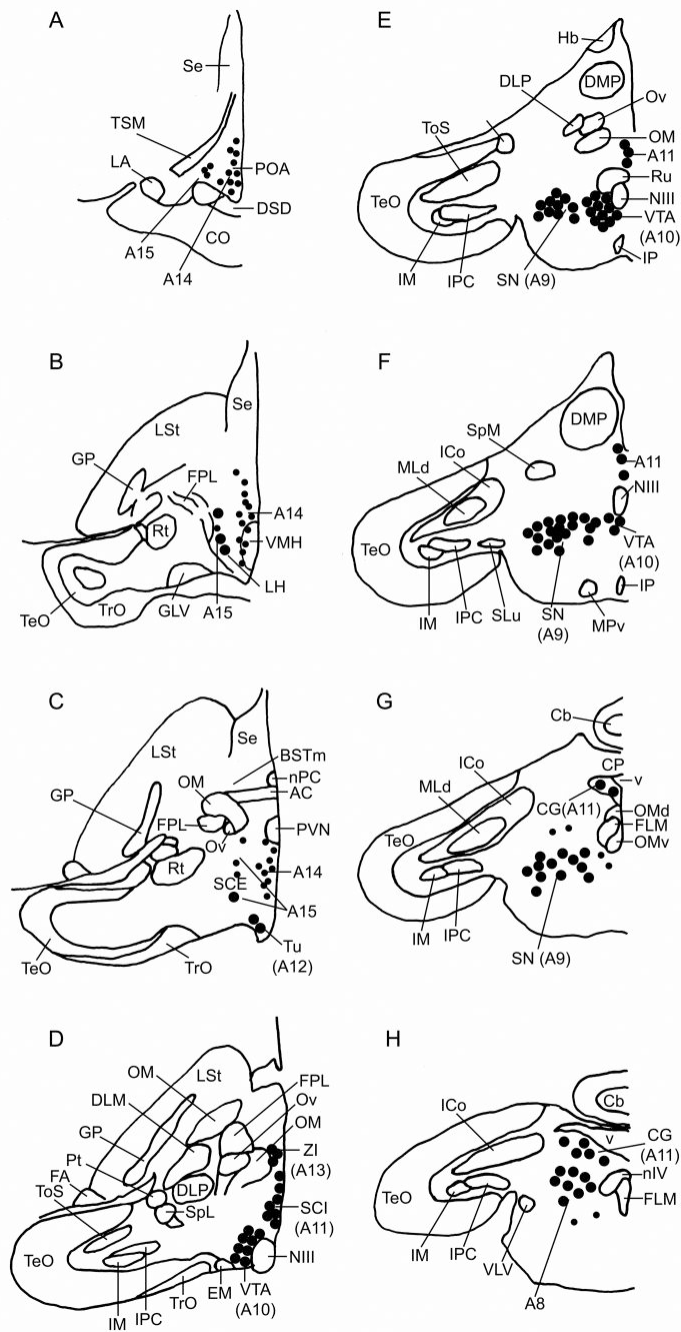 A
Se
TSM
LA
POA
DSD
CO
A15
A14
B
Se
LSt
GP
FPL
Rt
A14
VMH
LH
TeO
TrO
GLV
A15
C
Se
LSt
BSTm
OM
nPC
AC
GP
FPL
Ov
PVN
Rt
A14
SCE
A15
TeO
TrO
Tu
(A12)
D
OM
LSt
FPL
DLM
Ov
GP
OM
Pt
ZI
(A13)
FA
ToS
DLP
SpL
SCI
(A11)
TeO
NIII
IM
IPC
TrO
EM
VTA
(A10)
E
Hb
DLP
DMP
Ov
ToS
OM
A11
Ru
TeO
NIII
VTA
(A10)
IM
IPC
SN (A9)
IP
F
DMP
SpM
ICo
A11
MLd
NIII
TeO
VTA
(A10)
IM
IPC
SLu
SN
(A9)
MPv
IP
G
Cb
ICo
CP
v
MLd
CG(A11)
OMd
FLM
OMv
TeO
IM
IPC
SN (A9)
H
Cb
ICo
v
CG
(A11)
nIV
TeO
FLM
IM
IPC
VLV
A8